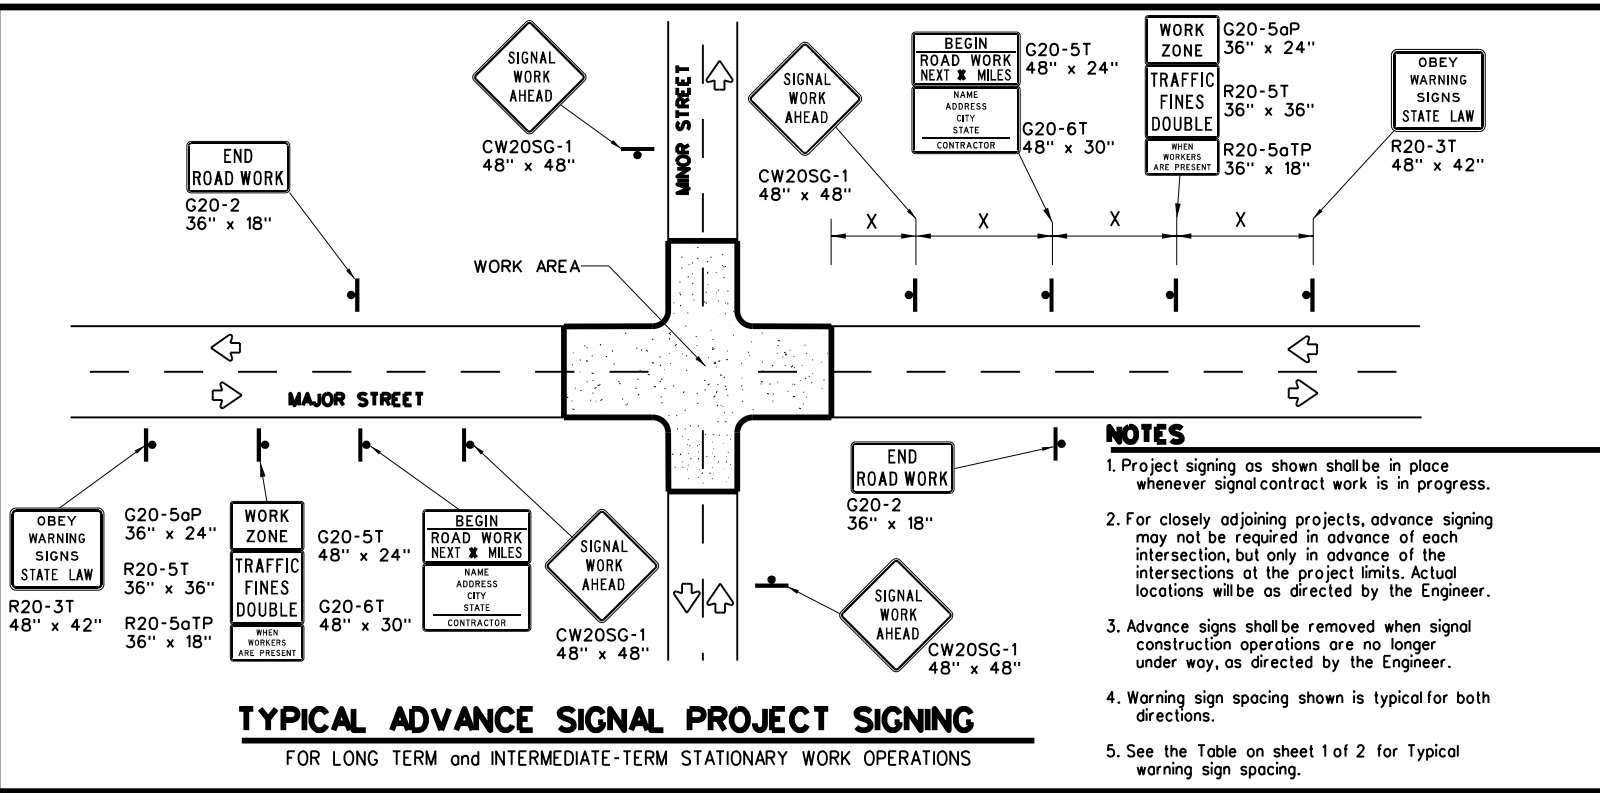 SIGNAL
WORK
AHEAD
CW20SG-1
48" x 48"
END
ROAD WORK
G20-2
36" x 18"
MINOR STREET
SIGNAL
WORK
AHEAD
CW20SG-1
48" x 48"
BEGIN
ROAD WORK
NEXT X MILES
NAME
ADDRESS
CITY
STATE
CONTRACTOR
G20-5T
48" x 24"
G20-6T
48" x 30"
WORK
ZONE
TRAFFIC
FINES
DOUBLE
WHEN
WORKERS
ARE PRESENT
G20-5aP
36" x 24"
R20-5T
36" x 36"
R20-5aTP
36" x 18"
OBEY
WARNING
SIGNS
STATE LAW
R20-3T
48" x 42"
X
X
X
X
WORK AREA
MAJOR STREET
OBEY
WARNING
SIGNS
STATE LAW
R20-3T
48" x 42"
G20-5aP
36" x 24"
R20-5T
36" x 36"
R20-5aTP
36" x 18"
WORK
ZONE
TRAFFIC
FINES
DOUBLE
WHEN
WORKERS
ARE PRESENT
G20-5T
48" x 24"
G20-6T
48" x 30"
BEGIN
ROAD WORK
NEXT X MILES
NAME
ADDRESS
CITY
STATE
CONTRACTOR
SIGNAL
WORK
AHEAD
CW20SG-1
48" x 48"
END
ROAD WORK
G20-2
36" x 18"
SIGNAL
WORK
AHEAD
CW20SG-1
48" x 48"
NOTES
1. Project signing as shown shall be in place
whenever signal contract work is in progress.
2. For closely adjoining projects, advance signing
may not be required in advance of each
intersection, but only in advance of the
intersections at the project limits. Actual
locations will be as directed by the Engineer.
3. Advance signs shall be removed when signal
construction operations are no longer
under way, as directed by the Engineer.
4. Warning sign spacing shown is typical for both
directions.
5. See the Table on sheet 1 of 2 for Typical
warning sign spacing.
TYPICAL ADVANCE SIGNAL PROJECT SIGNING
FOR LONG TERM and INTERMEDIATE-TERM STATIONARY WORK OPERATIONS